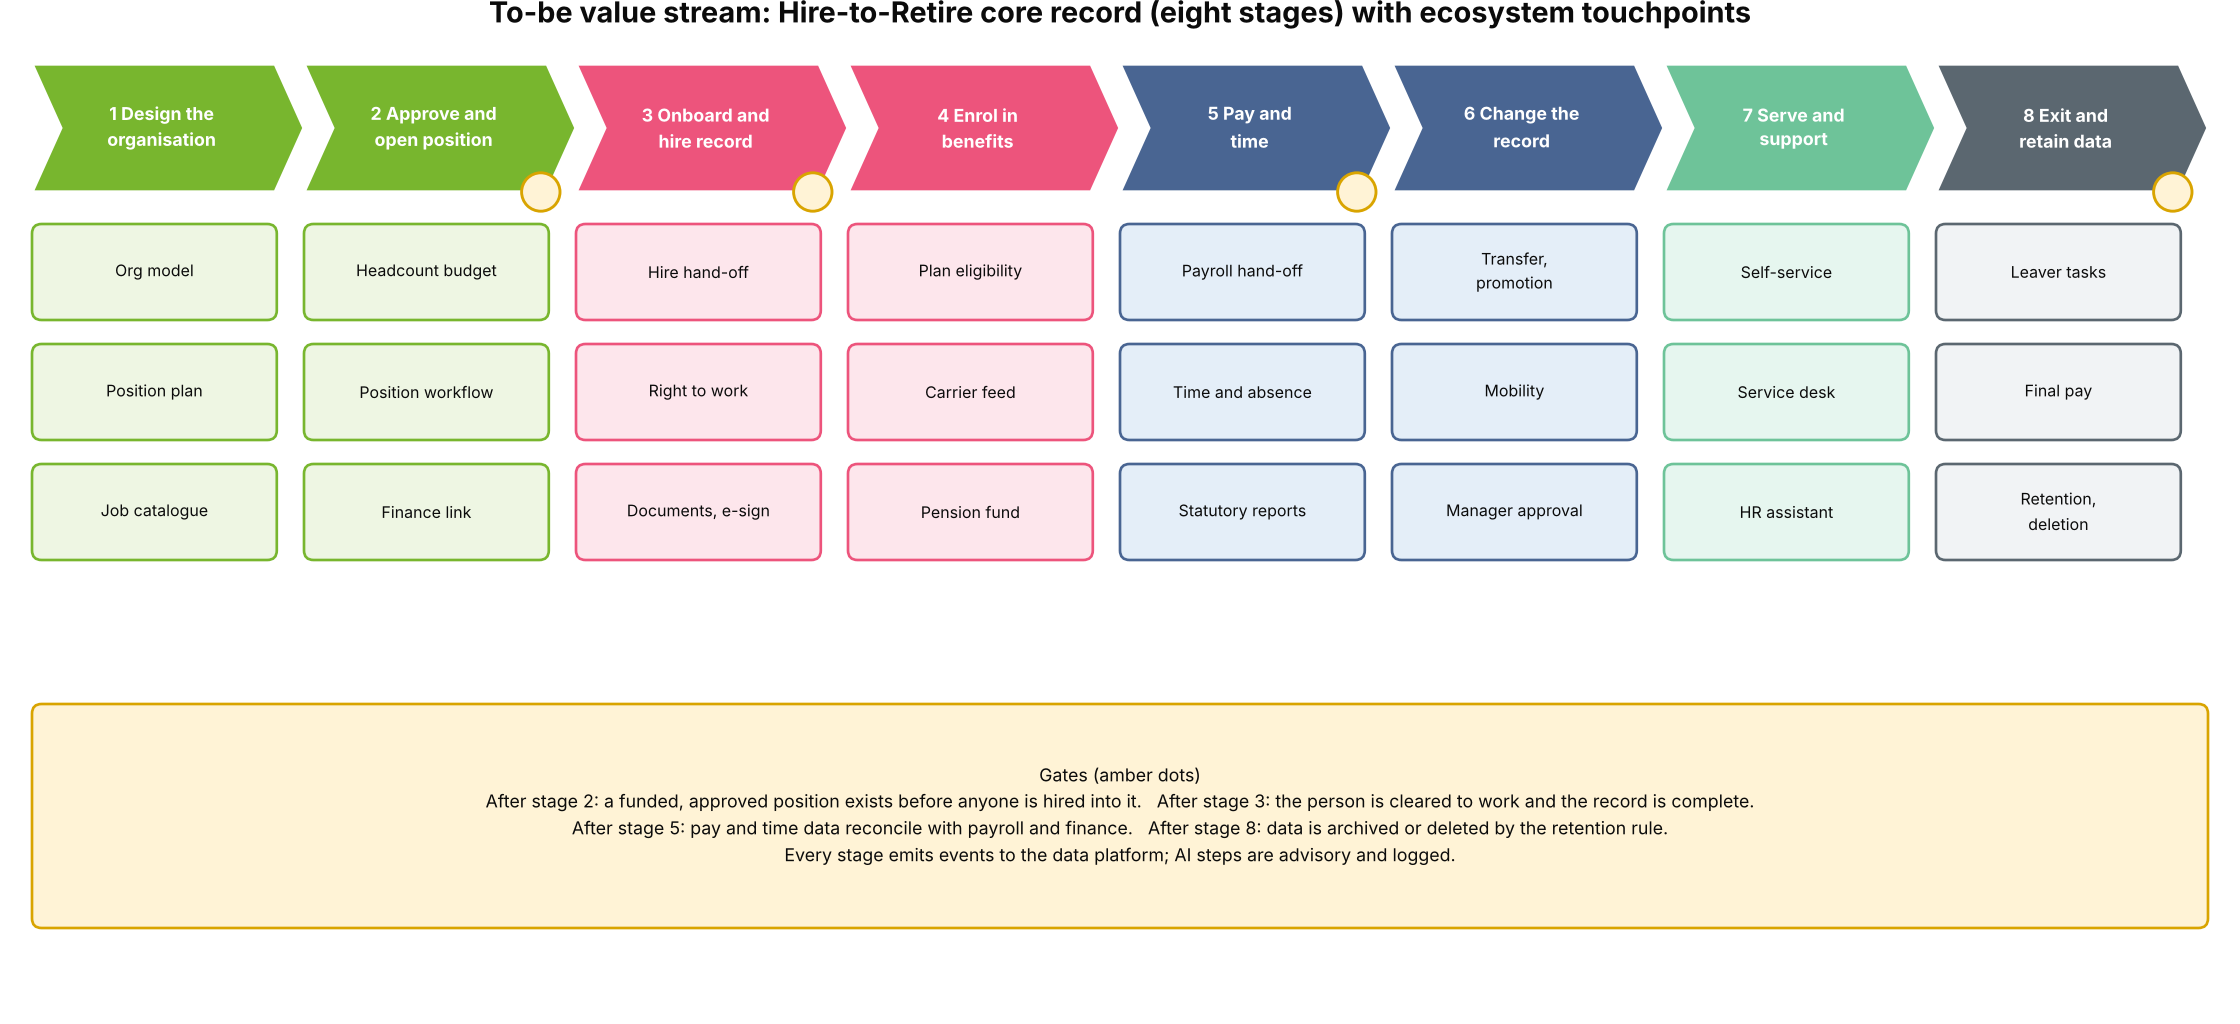 To-be value stream: Hire-to-Retire core record (eight stages) with ecosystem touchpoints
1 Design the
organisation
2 Approve and
open position
3 Onboard and
hire record
4 Enrol in
benefits
5 Pay and
time
6 Change the
record
7 Serve and
support
8 Exit and
retain data
Org model
Headcount budget
Hire hand-off
Plan eligibility
Payroll hand-off
Transfer,
promotion
Self-service
Leaver tasks
Position plan
Position workflow
Right to work
Carrier feed
Time and absence
Mobility
Service desk
Final pay
Job catalogue
Finance link
Documents, e-sign
Pension fund
Statutory reports
Manager approval
HR assistant
Retention,
deletion
Gates (amber dots)
After stage 2: a funded, approved position exists before anyone is hired into it. After stage 3: the person is cleared to work and the record is complete.
After stage 5: pay and time data reconcile with payroll and finance. After stage 8: data is archived or deleted by the retention rule.
Every stage emits events to the data platform; AI steps are advisory and logged.